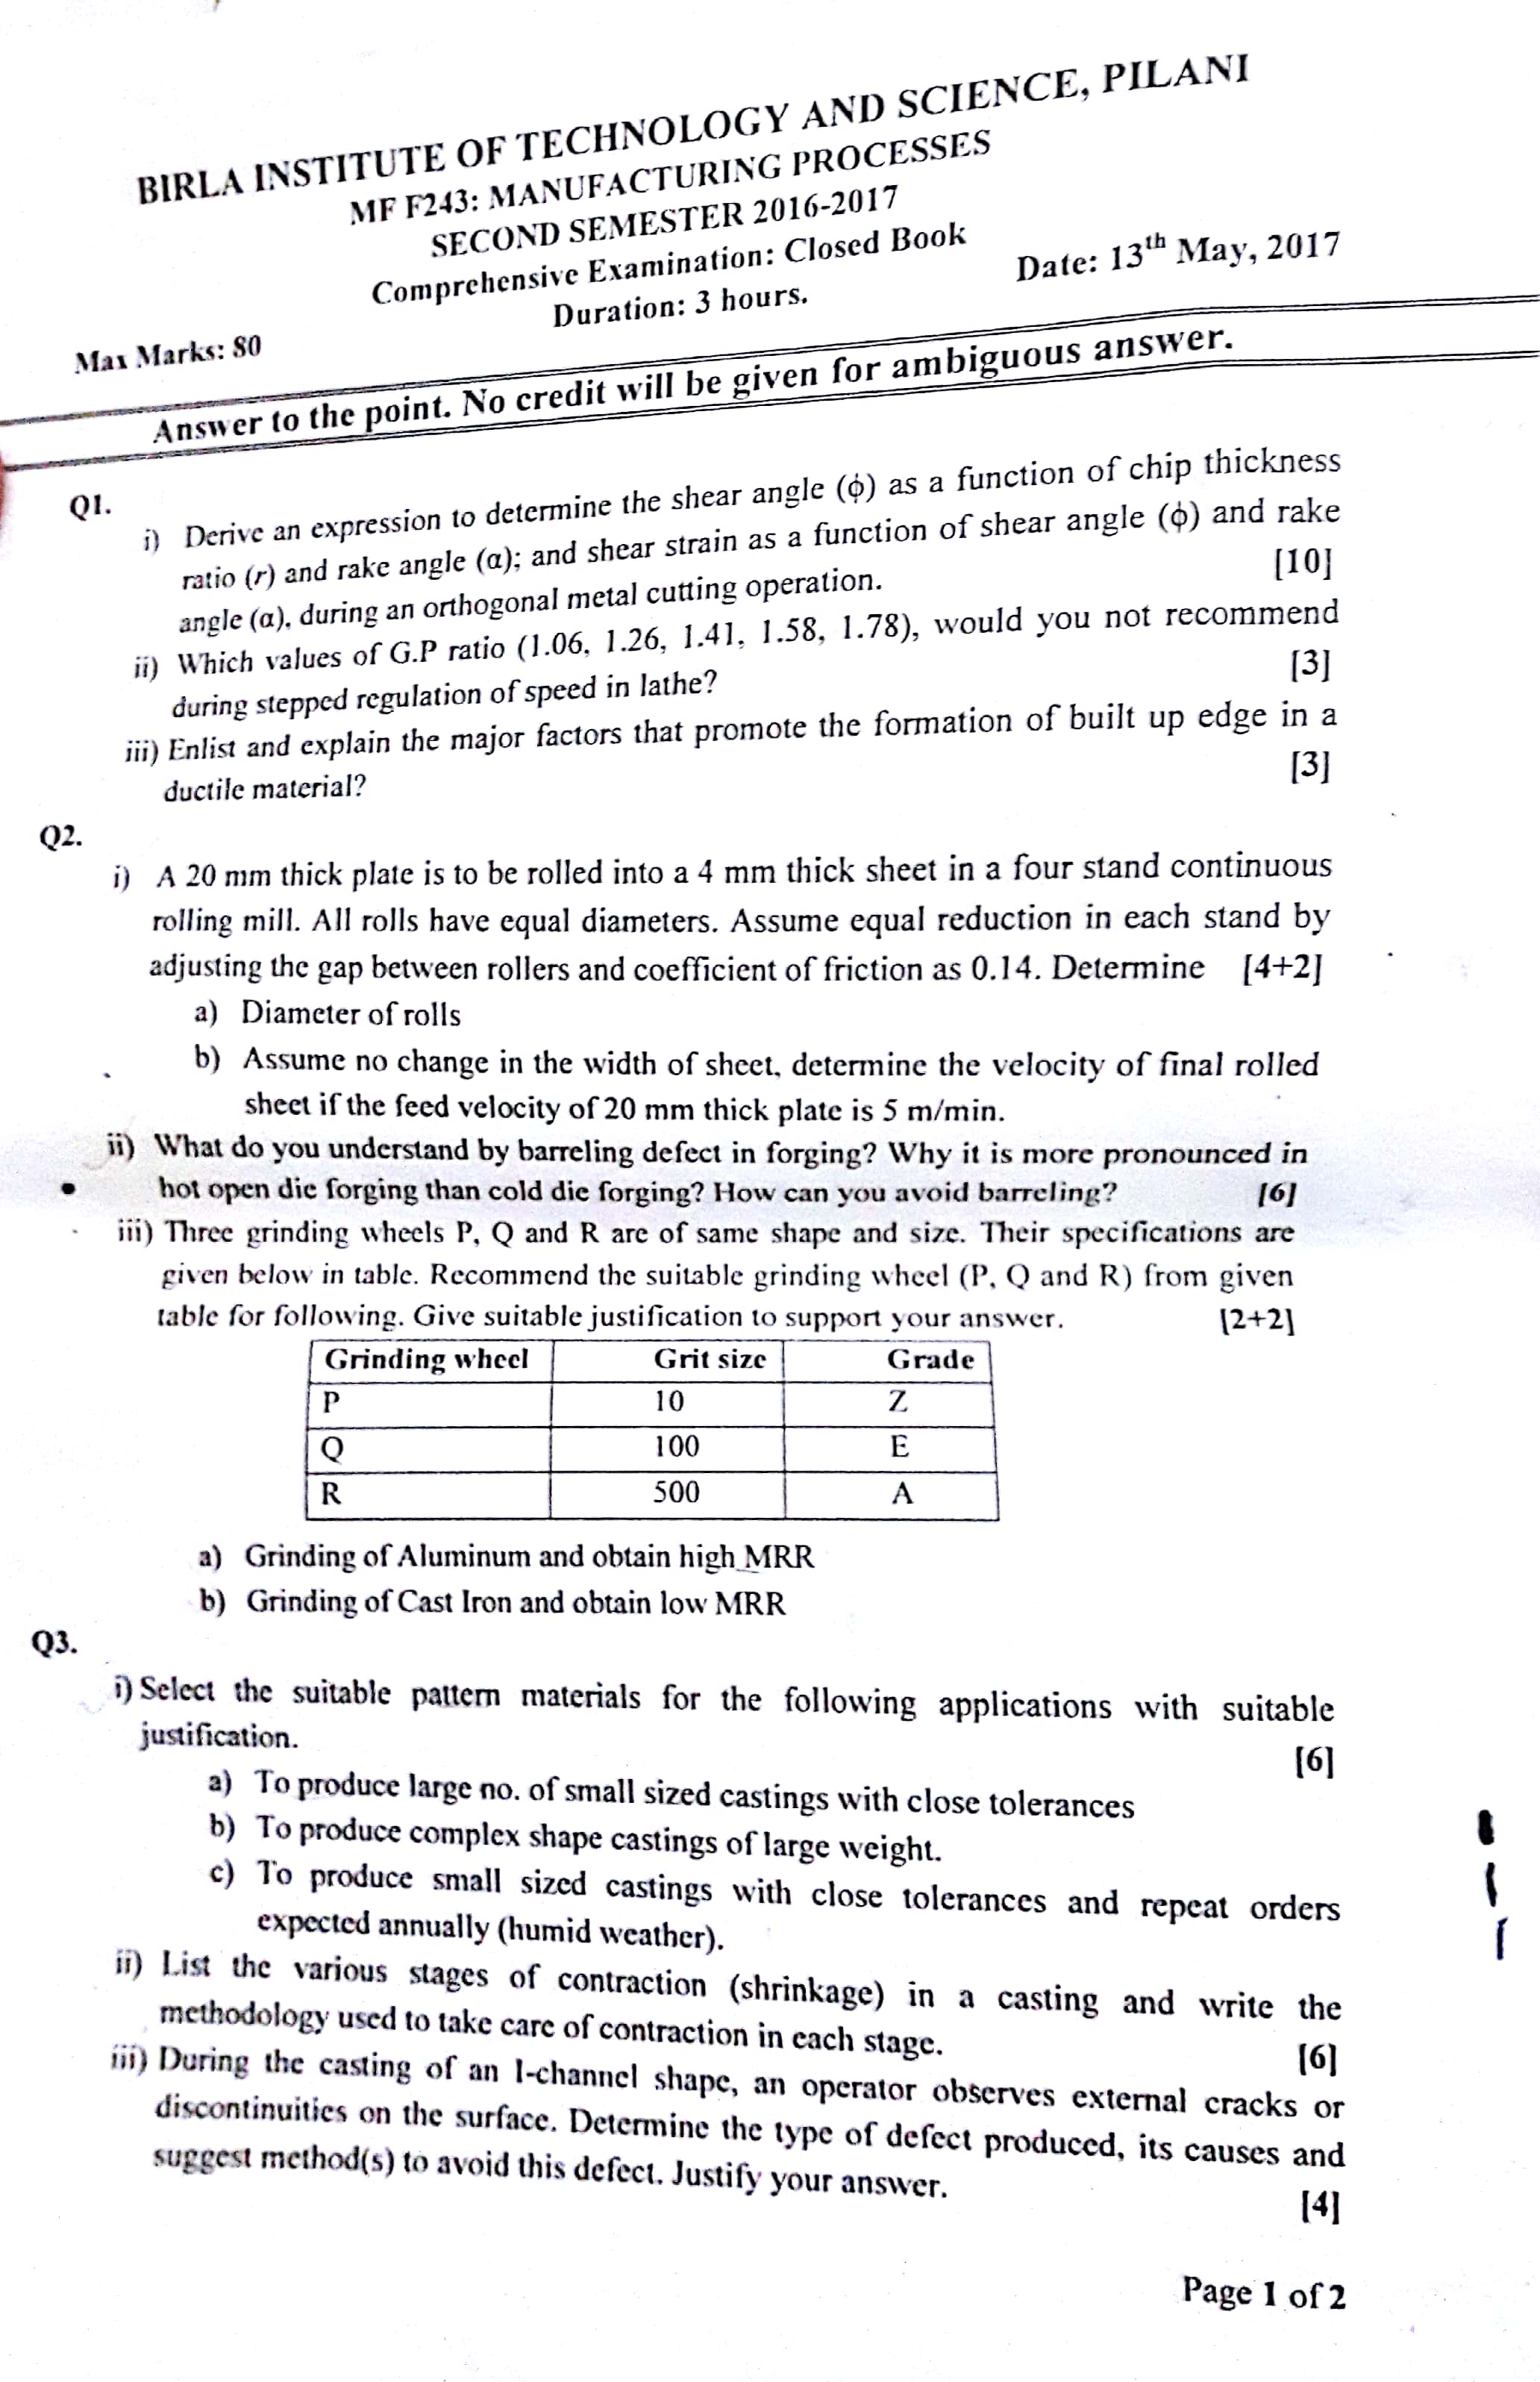 BIRLA INSTITUTE OF TECHNOLOGY AND SCIENCE, PILANI
MF F243: MANUFACTURING PROCESSES
SECOND SEMESTER 2016-2017
Comprehensive Examination: Closed Book
Duration: 3 hours.
Date: 13th May, 2017
Max Marks: 80
Answer to the point. No credit will be given for ambiguous answer.
Q1.
i) Derive an expression to determine the shear angle (ϕ) as a function of chip thickness
ratio (r) and rake angle (α); and shear strain as a function of shear angle (ϕ) and rake
angle (α), during an orthogonal metal cutting operation. [10]
ii) Which values of G.P ratio (1.06, 1.26, 1.41, 1.58, 1.78), would you not recommend
during stepped regulation of speed in lathe? [3]
iii) Enlist and explain the major factors that promote the formation of built up edge in a
ductile material? [3]
Q2.
i) A 20 mm thick plate is to be rolled into a 4 mm thick sheet in a four stand continuous
rolling mill. All rolls have equal diameters. Assume equal reduction in each stand by
adjusting the gap between rollers and coefficient of friction as 0.14. Determine [4+2]
a) Diameter of rolls
b) Assume no change in the width of sheet, determine the velocity of final rolled
sheet if the feed velocity of 20 mm thick plate is 5 m/min.
ii) What do you understand by barreling defect in forging? Why it is more pronounced in
hot open die forging than cold die forging? How can you avoid barreling? [6]
iii) Three grinding wheels P, Q and R are of same shape and size. Their specifications are
given below in table. Recommend the suitable grinding wheel (P, Q and R) from given
table for following. Give suitable justification to support your answer. [2+2]
Grinding wheel Grit size Grade
P 10 Z
Q 100 E
R 500 A
a) Grinding of Aluminum and obtain high MRR
b) Grinding of Cast Iron and obtain low MRR
Q3.
i) Select the suitable pattern materials for the following applications with suitable
justification. [6]
a) To produce large no. of small sized castings with close tolerances
b) To produce complex shape castings of large weight.
c) To produce small sized castings with close tolerances and repeat orders
expected annually (humid weather).
ii) List the various stages of contraction (shrinkage) in a casting and write the
methodology used to take care of contraction in each stage. [6]
iii) During the casting of an I-channel shape, an operator observes external cracks or
discontinuities on the surface. Determine the type of defect produced, its causes and
suggest method(s) to avoid this defect. Justify your answer. [4]
Page 1 of 2